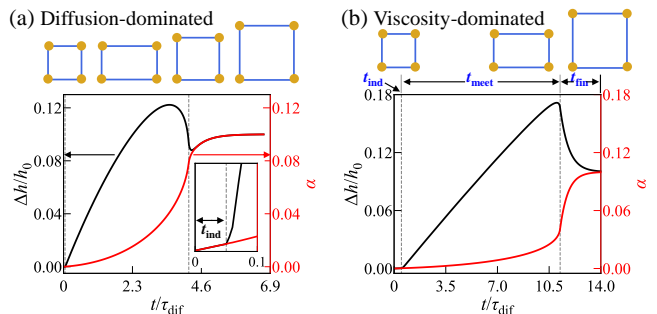 (a) Diffusion-dominated
(b) Viscosity-dominated
t_ind
t_meet
t_fin
0.12
0.08
0.04
0.00
Δh/h₀
0.12
0.08
0.04
0.00
α
t_ind
0
0.1
0
2.3
4.6
6.9
t/τ_dif
0.18
0.12
0.06
0.00
Δh/h₀
0.18
0.12
0.06
0.00
α
0.0
3.5
7.0
10.5
14.0
t/τ_dif